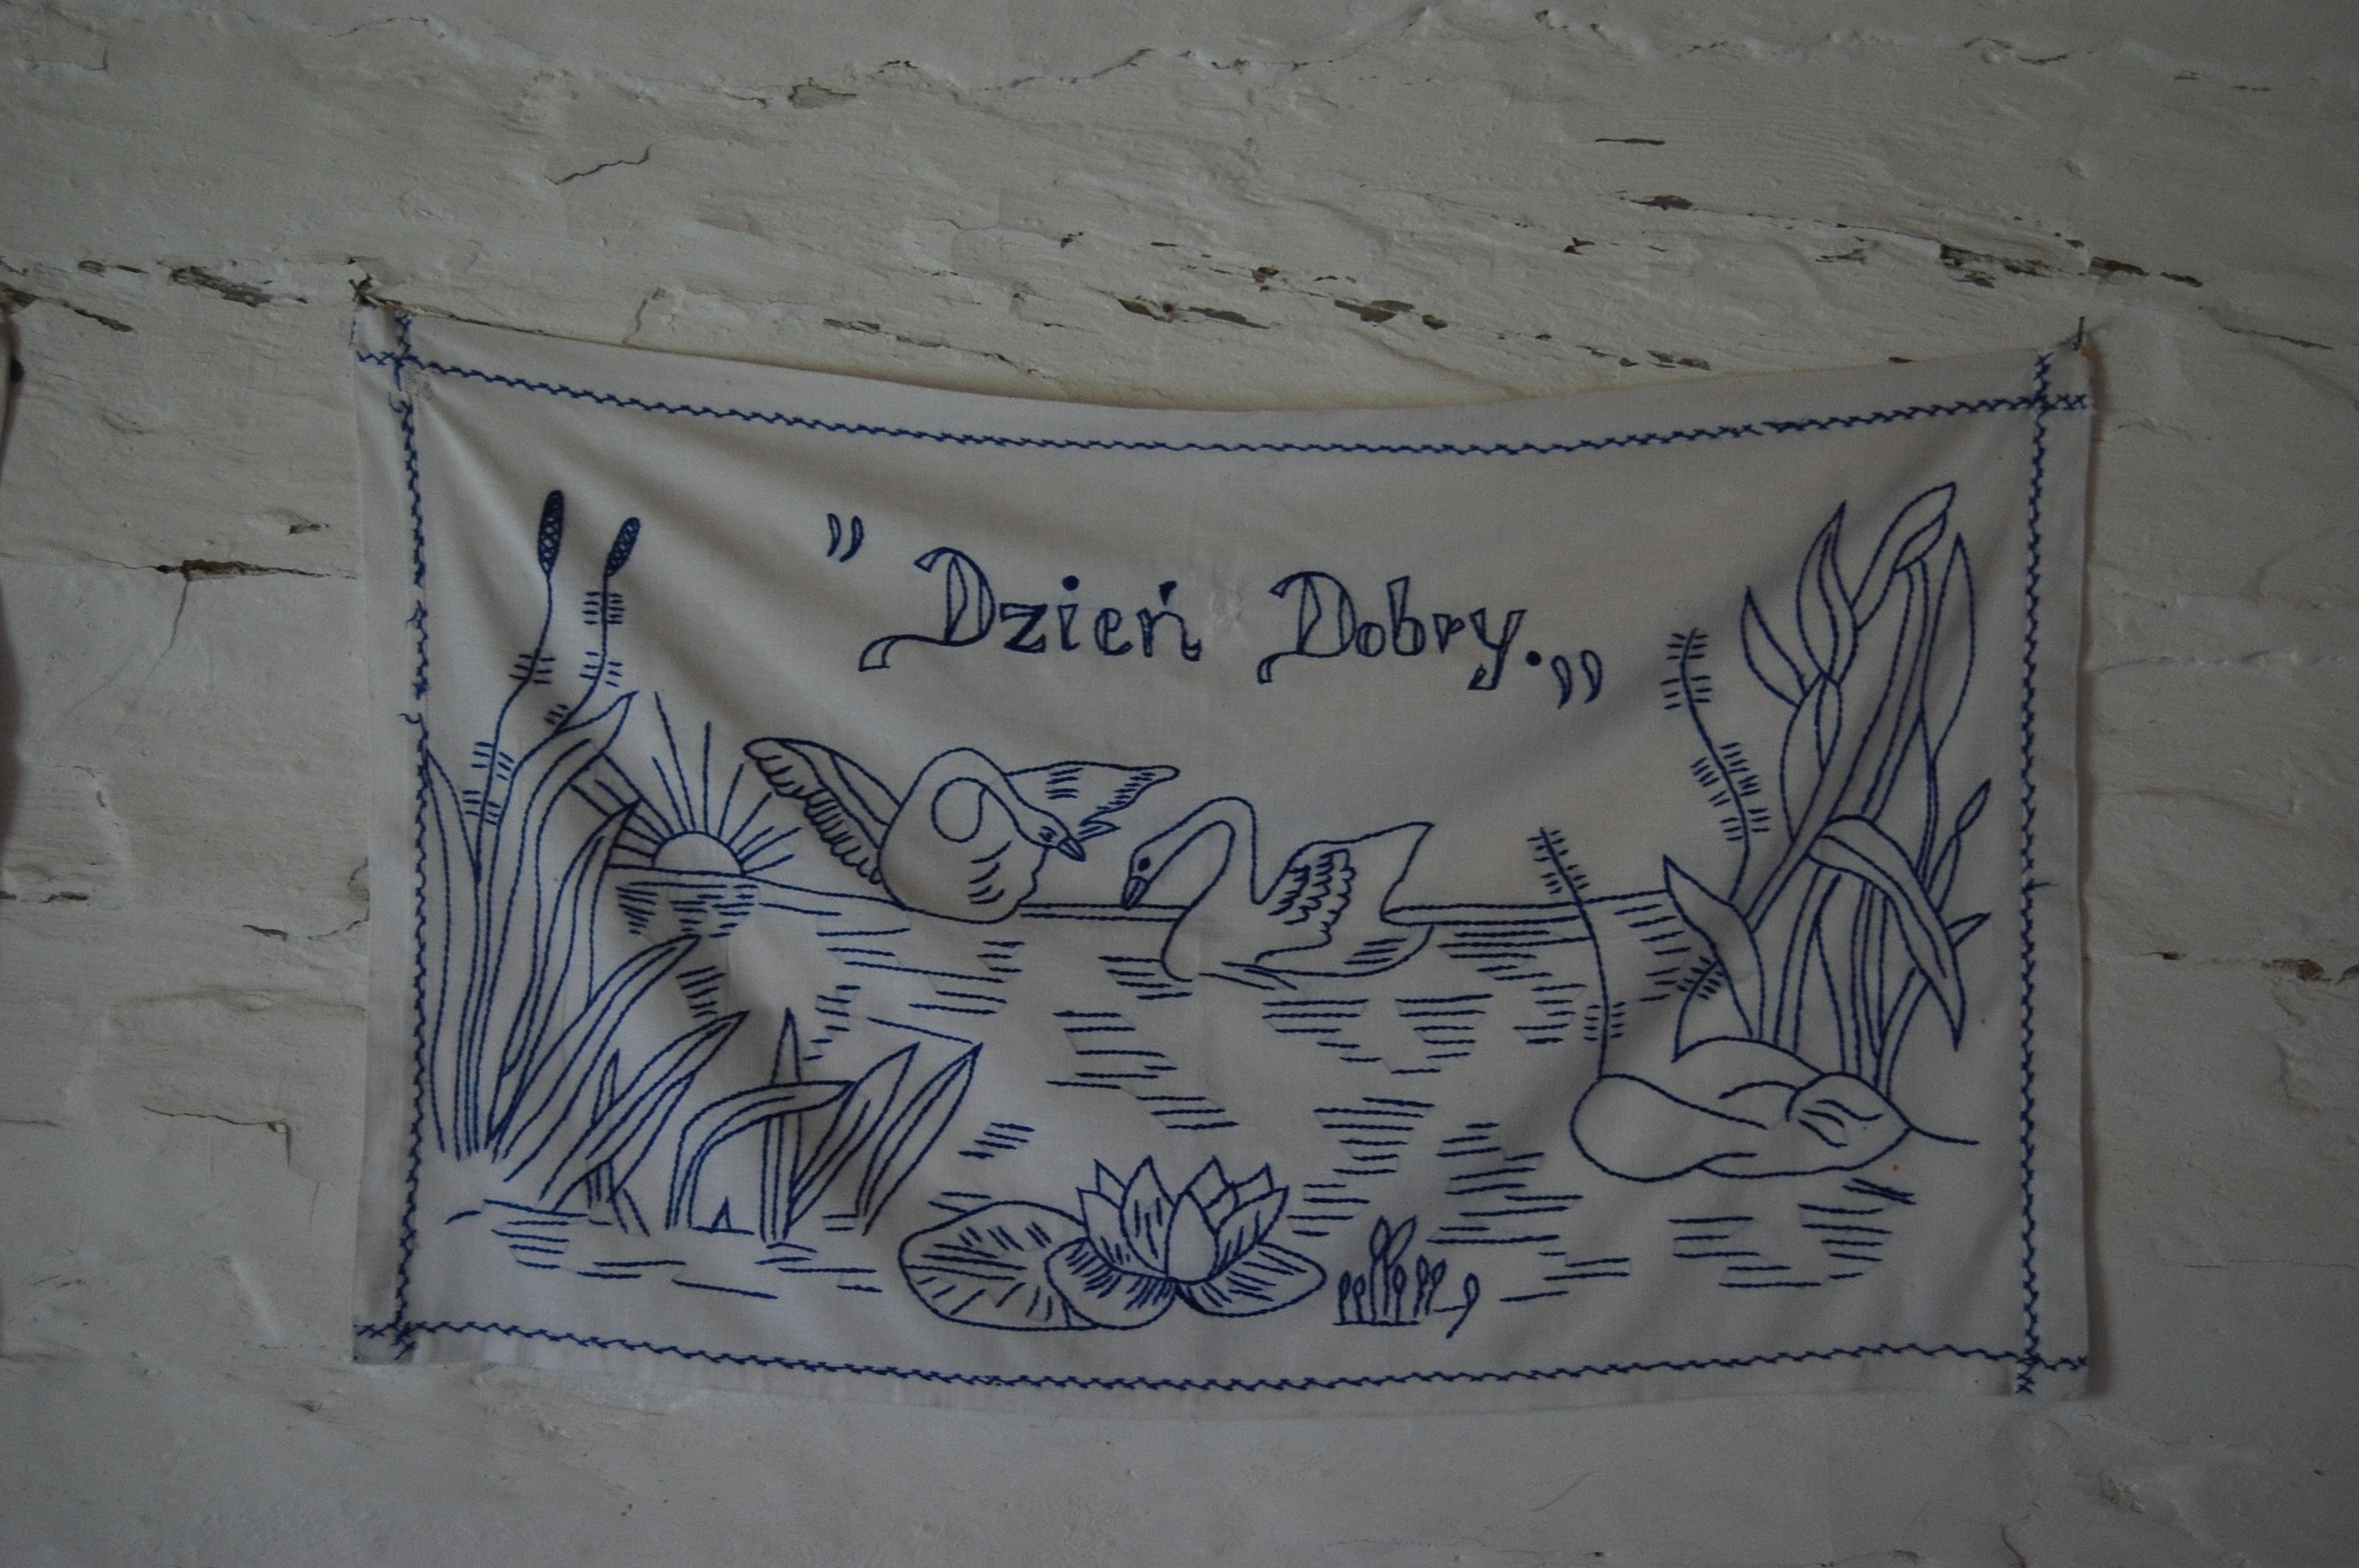 ” Dzień Dobry.„